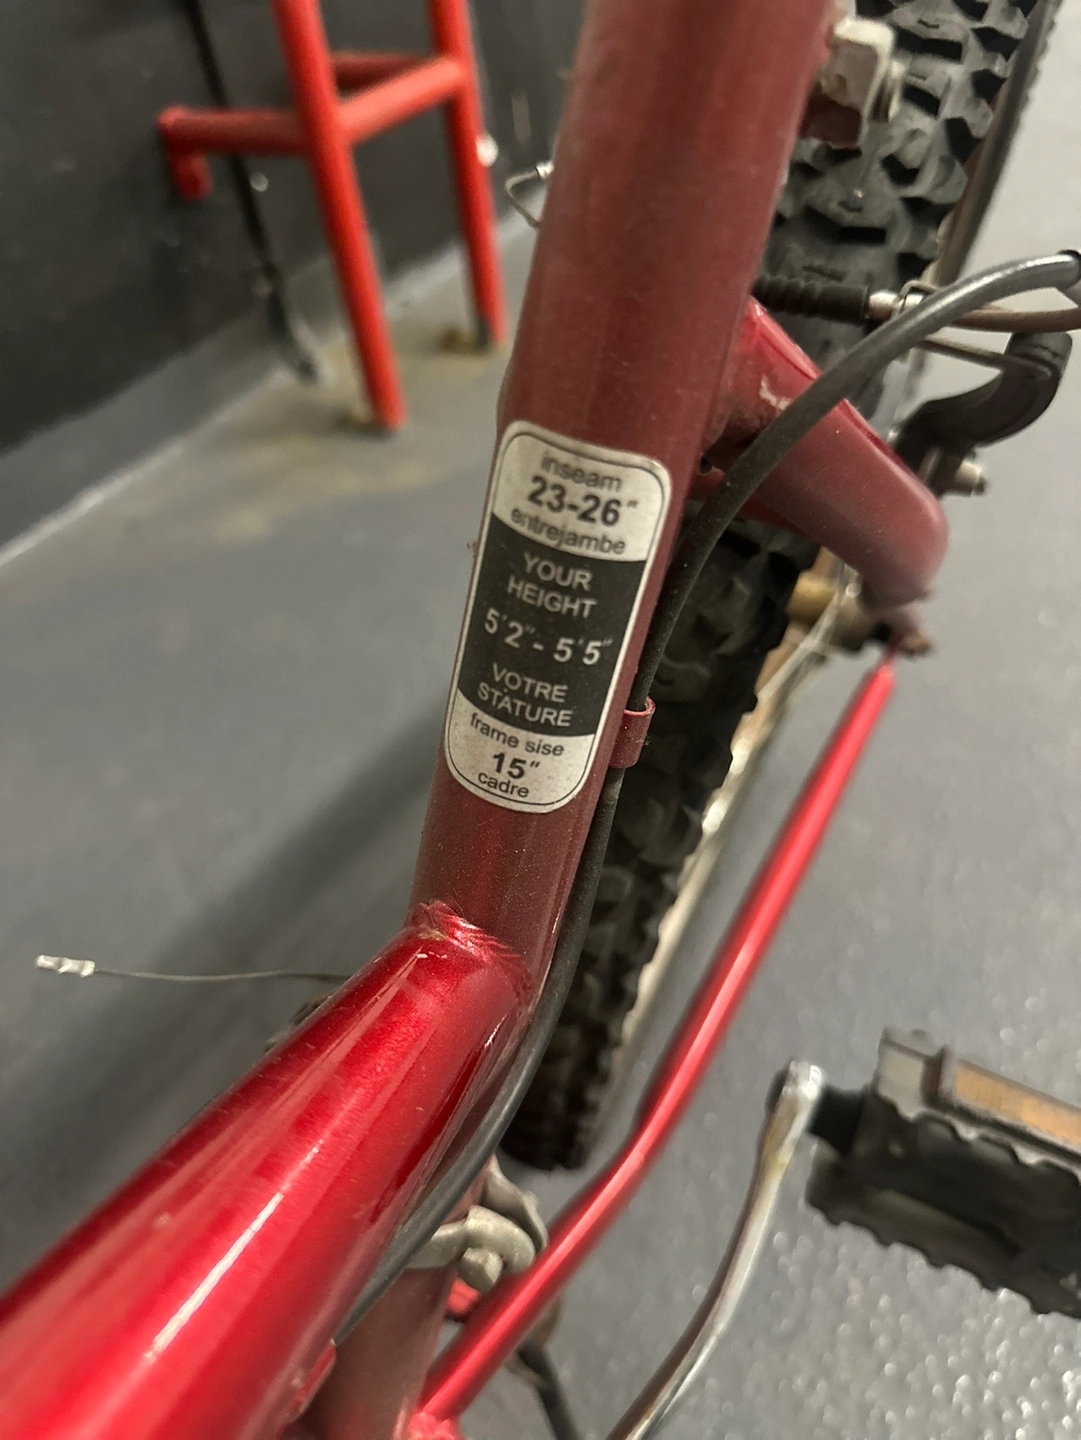 inseam
23-26"
entrejambe
YOUR
HEIGHT
5'2"- 5'5"
VOTRE
STATURE
frame sise
15"
cadre